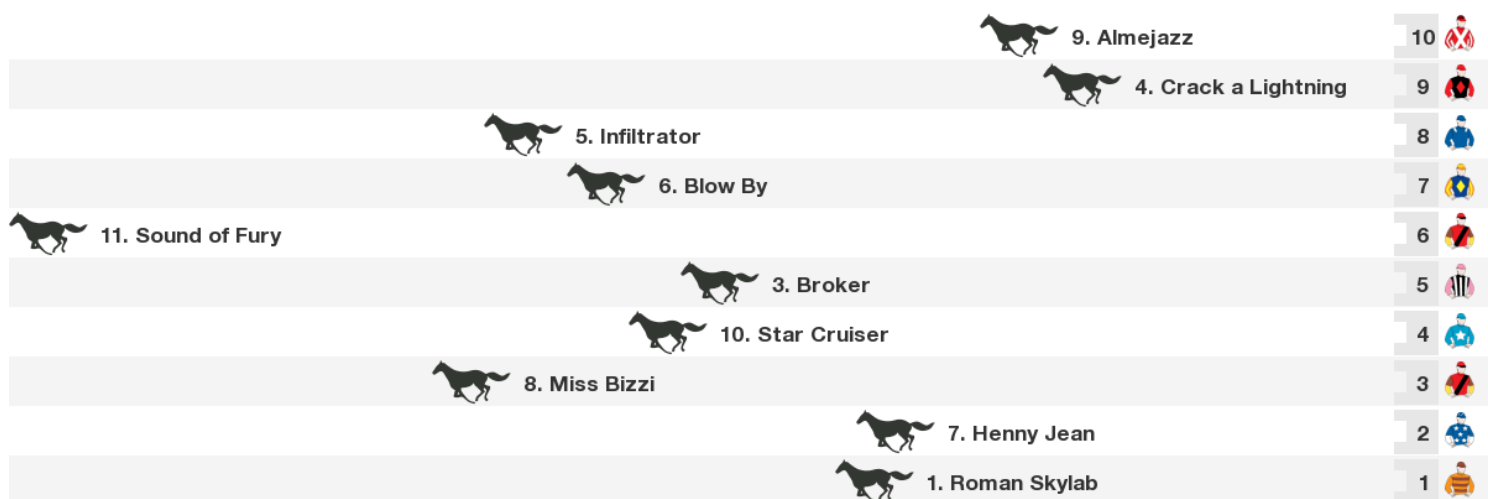 9. Almejazz 10
4. Crack a Lightning 9
5. Infiltrator 8
6. Blow By 7
11. Sound of Fury 6
3. Broker 5
10. Star Cruiser 4
8. Miss Bizzi 3
7. Henny Jean 2
1. Roman Skylab 1